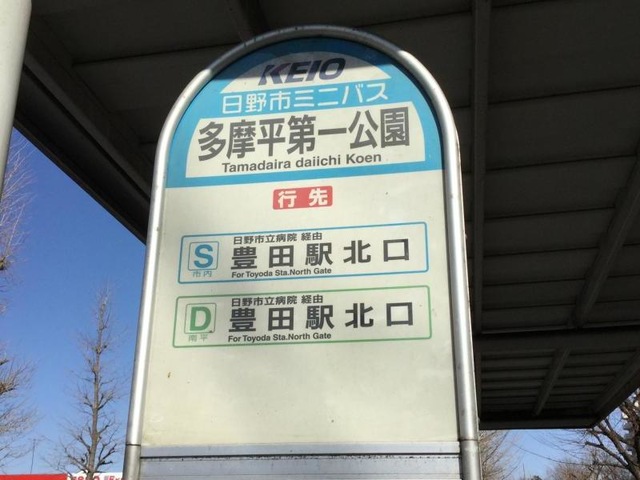 KEIO
日野市ミニバス
多摩平第一公園
Tamadaira daiichi Koen
行先
S
市内
日野市立病院 経由
豊田駅北口
For Toyoda Sta.North Gate
D
南平
日野市立病院 経由
豊田駅北口
For Toyoda Sta.North Gate